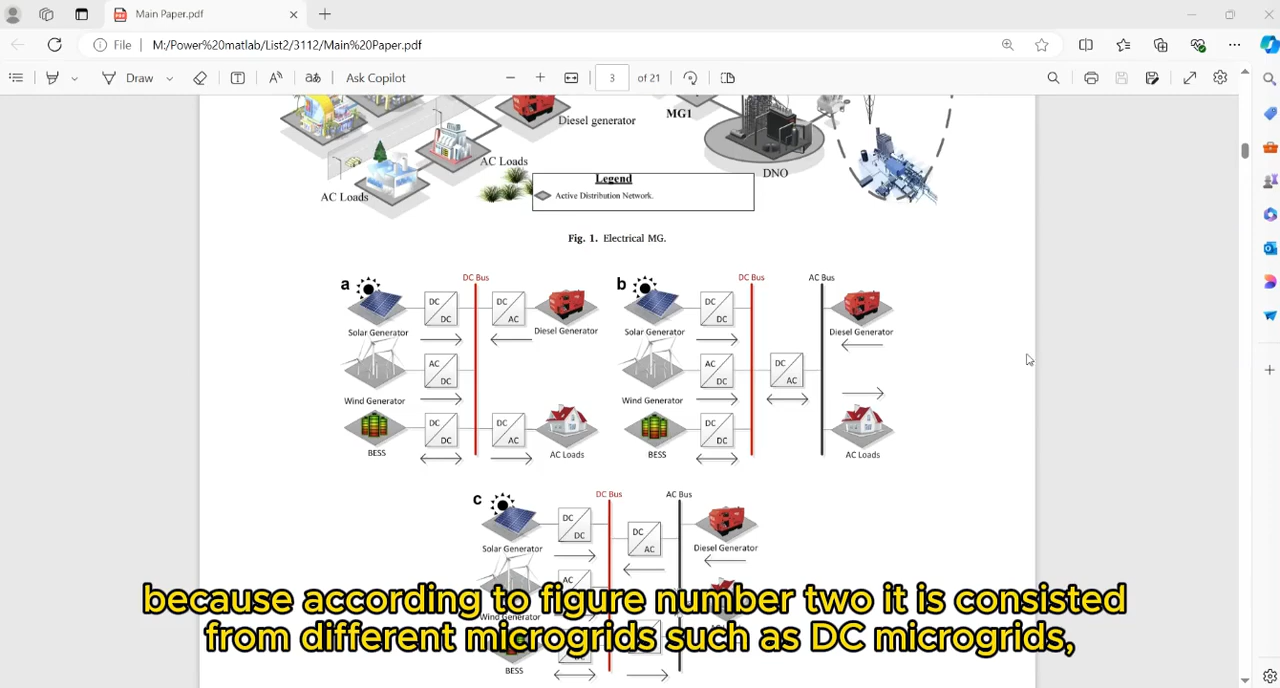 Main Paper.pdf
File
M:/Power%20matlab/List2/3112/Main%20Paper.pdf
Draw
Ask Copilot
3
of 21
Diesel generator
MG1
AC Loads
DNO
AC Loads
Legend
Active Distribution Network.
Fig. 1. Electrical MG.
a
DC Bus
b
DC Bus
AC Bus
DC
DC
DC
AC
DC
DC
Solar Generator
Diesel Generator
Solar Generator
Diesel Generator
AC
DC
AC
DC
DC
AC
Wind Generator
Wind Generator
DC
DC
DC
AC
DC
DC
BESS
AC Loads
BESS
AC Loads
c
DC Bus
AC Bus
DC
DC
DC
AC
Solar Generator
Diesel Generator
AC
because according to figure number two it is consisted
Wind Generator
from different microgrids such as DC microgrids,
BESS